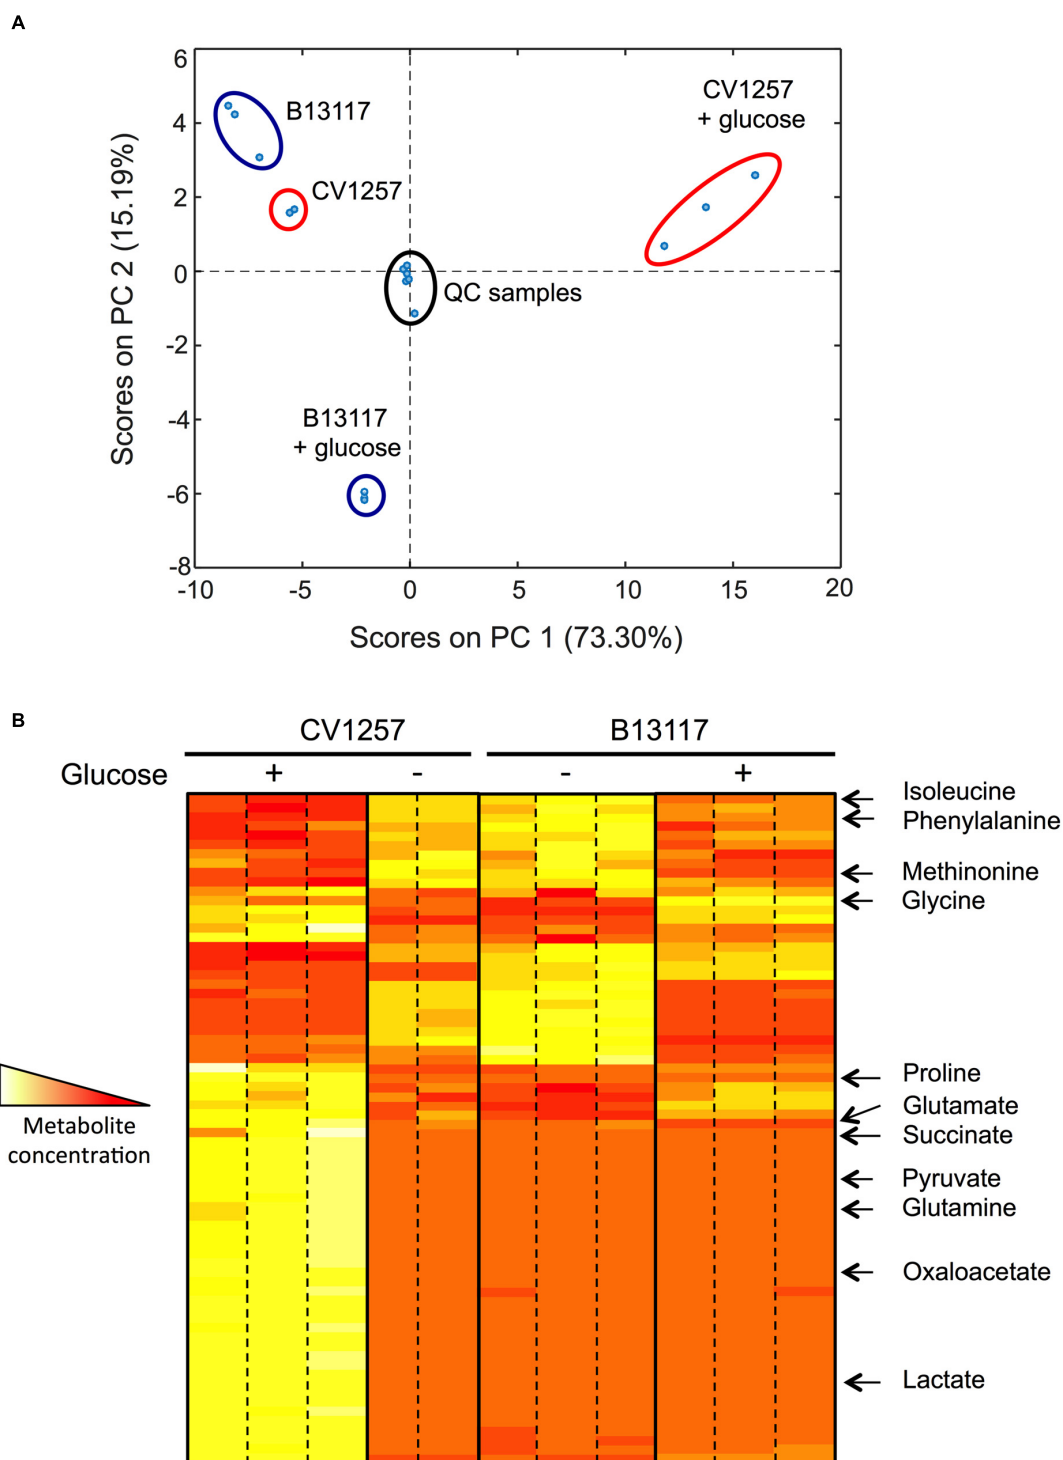 A
6
4
2
0
-2
-4
-6
-8
-10
-5
0
5
10
15
20
Scores on PC 2 (15.19%)
Scores on PC 1 (73.30%)
B13117
CV1257
CV1257
+ glucose
QC samples
B13117
+ glucose
B
CV1257
B13117
Glucose
+
-
-
+
Isoleucine
Phenylalanine
Methinonine
Glycine
Proline
Glutamate
Succinate
Pyruvate
Glutamine
Oxaloacetate
Lactate
Metabolite
concentration